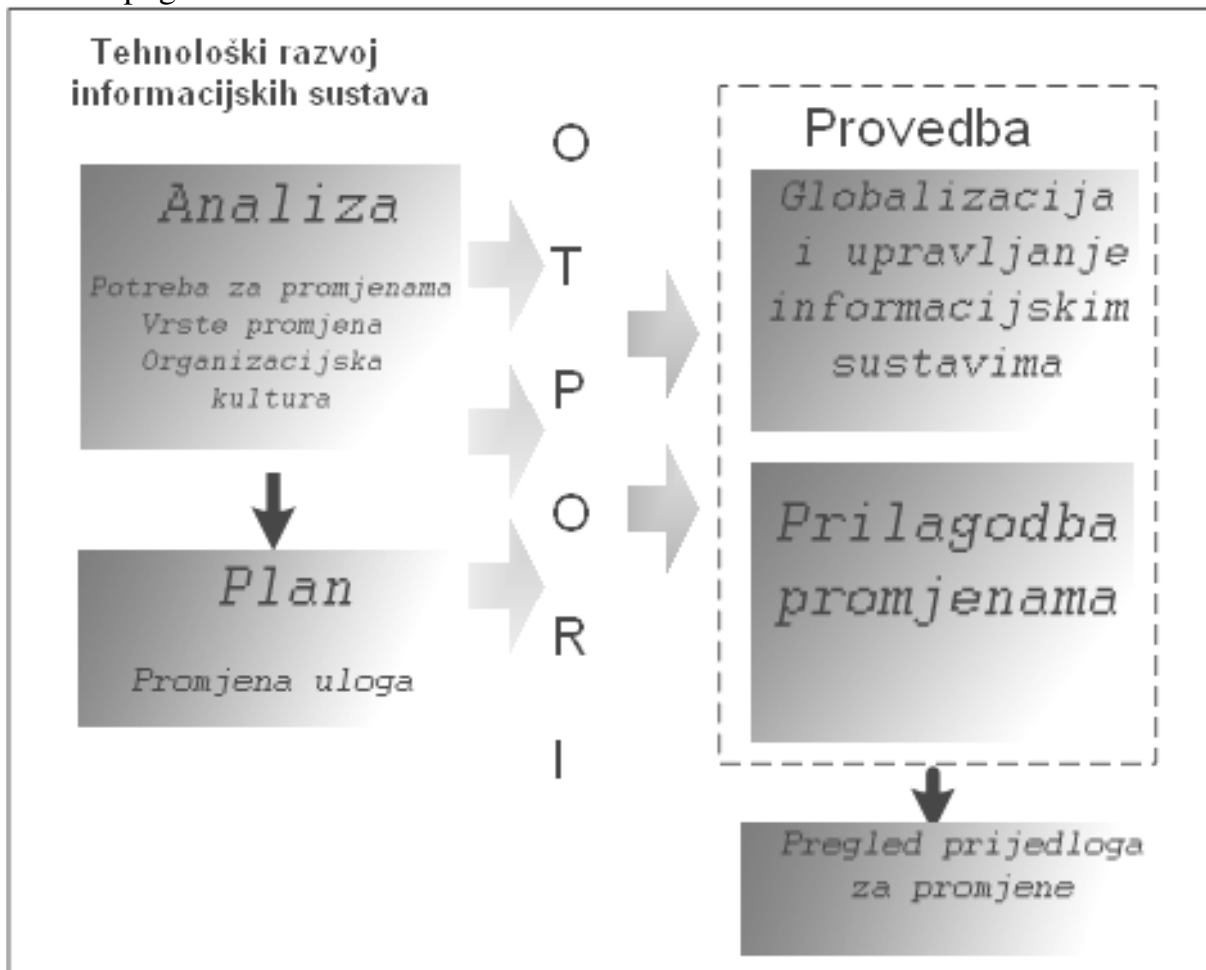 Tehnološki razvoj
informacijskih sustava
Analiza
Potreba za promjenama
Vrste promjena
Organizacijska
kultura
Plan
Promjena uloga
O
T
P
O
R
I
Provedba
Globalizacija
i upravljanje
informacijskim
sustavima
Prilagodba
promjenama
Pregled prijedloga
za promjene